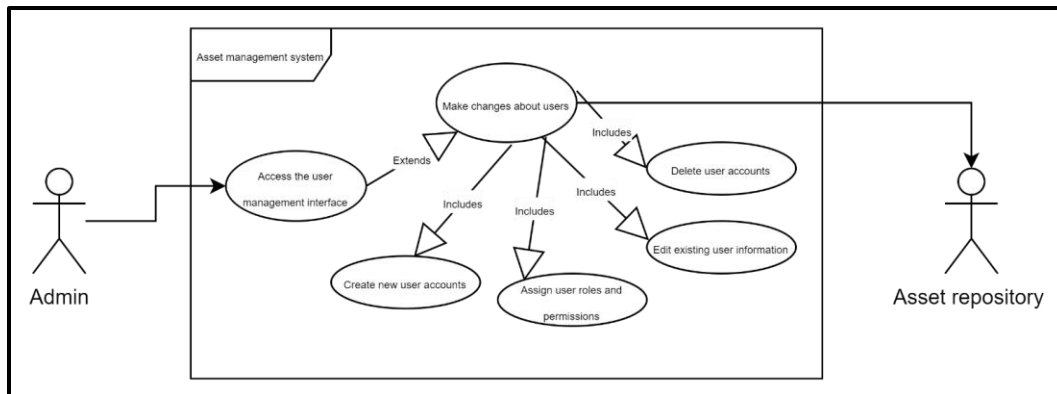 Asset management system
Make changes about users
Includes
Extends
Delete user accounts
Access the user
management interface
Includes
Includes
Includes
Edit existing user information
Create new user accounts
Assign user roles and
permissions
Admin
Asset repository